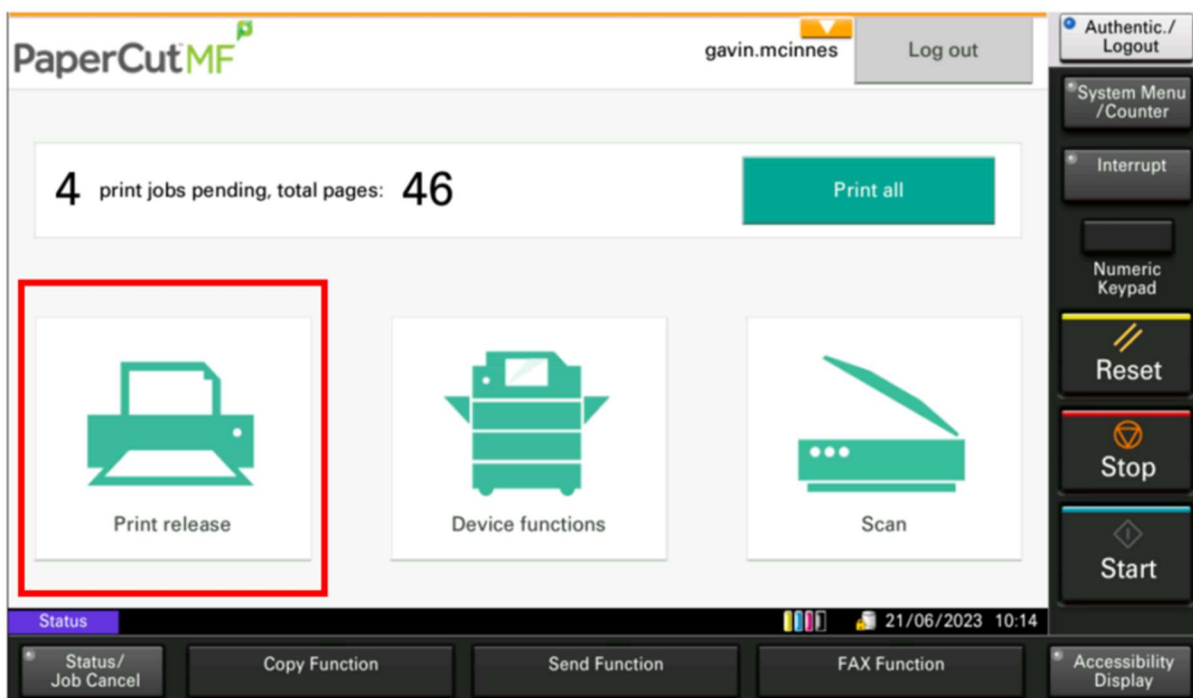 PaperCut MF
gavin.mcinnes
Log out
4 print jobs pending, total pages: 46
Print all
Print release
Device functions
Scan
Status
21/06/2023 10:14
Status/
Job Cancel
Copy Function
Send Function
FAX Function
Authentic./
Logout
System Menu
/Counter
Interrupt
Numeric
Keypad
Reset
Stop
Start
Accessibility
Display